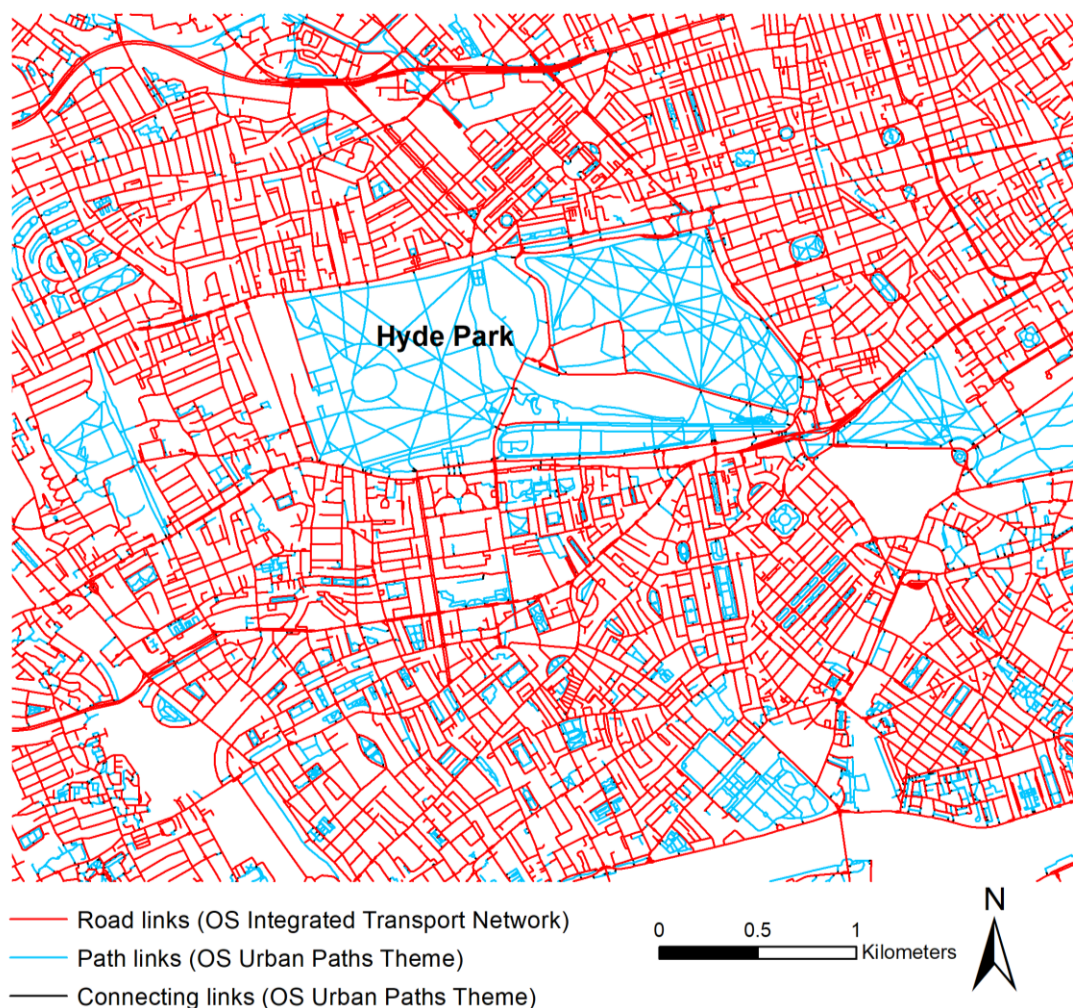 Hyde Park
Road links (OS Integrated Transport Network)
Path links (OS Urban Paths Theme)
Connecting links (OS Urban Paths Theme)
0 0.5 1
Kilometers
N